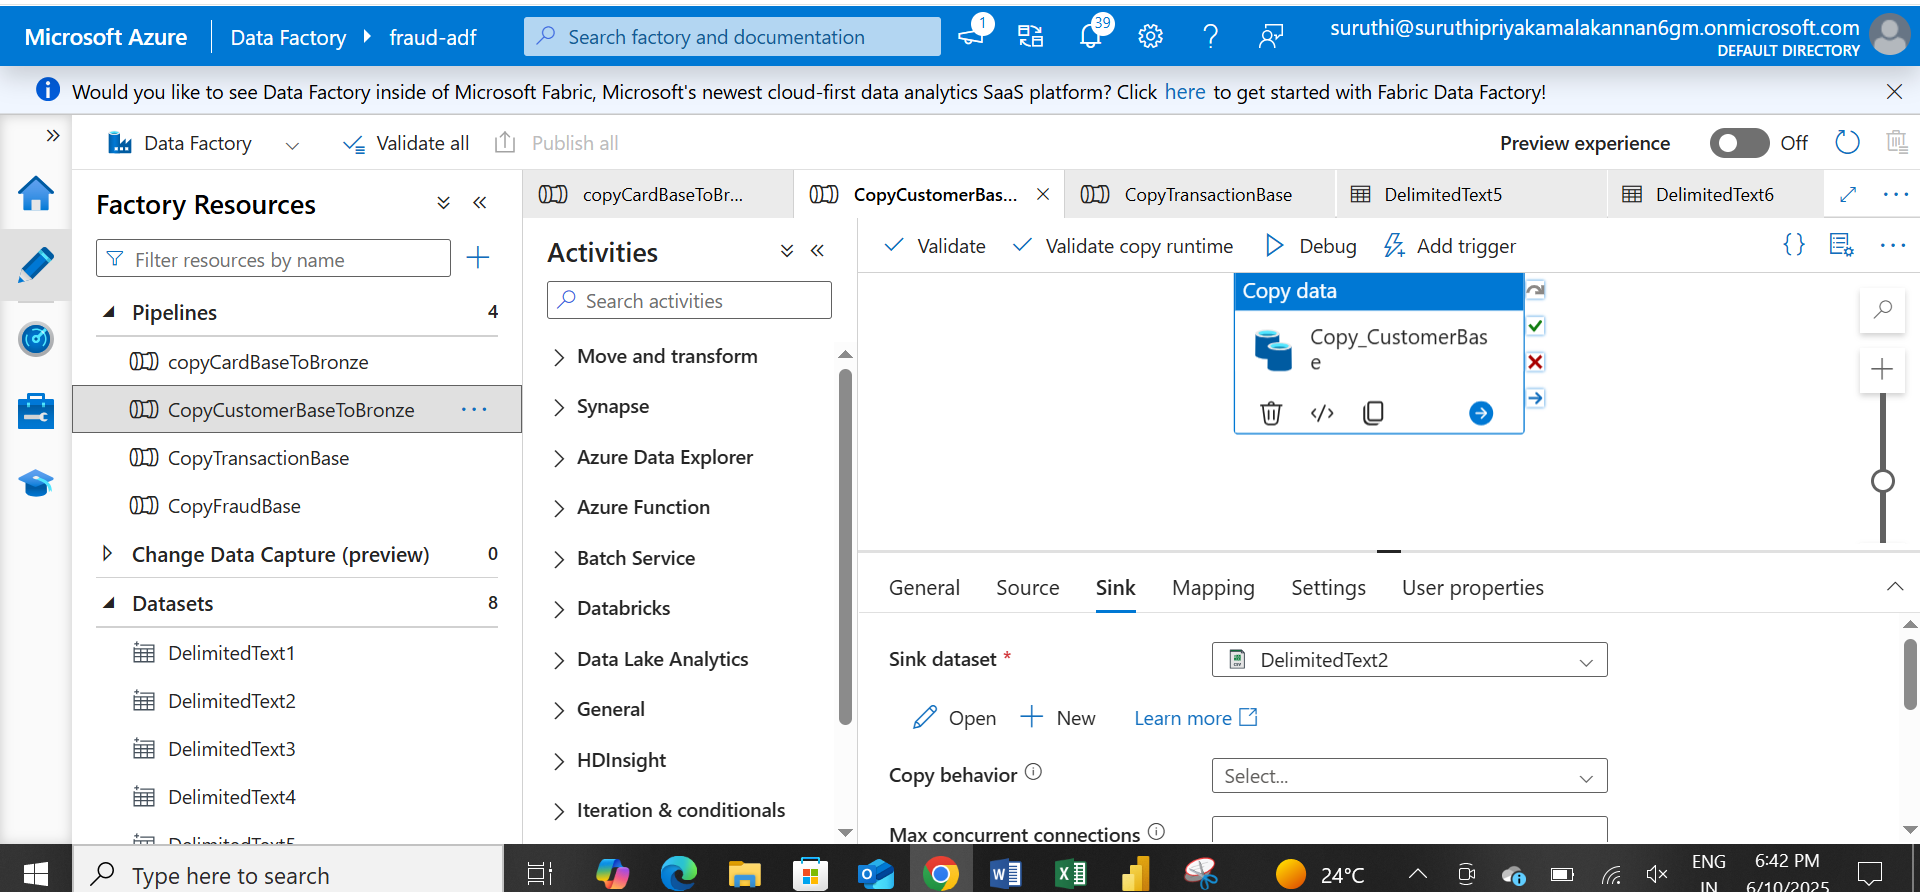 Microsoft Azure
Data Factory
fraud-adf
Search factory and documentation
1
39
suruthi@suruthipriyakamalakannan6gm.onmicrosoft.com
DEFAULT DIRECTORY
Would you like to see Data Factory inside of Microsoft Fabric, Microsoft's newest cloud-first data analytics SaaS platform? Click here to get started with Fabric Data Factory!
Data Factory
Validate all
Publish all
Preview experience
Off
Factory Resources
Filter resources by name
Pipelines 4
copyCardBaseToBronze
CopyCustomerBaseToBronze
CopyTransactionBase
CopyFraudBase
Change Data Capture (preview) 0
Datasets 8
DelimitedText1
DelimitedText2
DelimitedText3
DelimitedText4
DelimitedText5
copyCardBaseToBr...
CopyCustomerBas...
CopyTransactionBase
DelimitedText5
DelimitedText6
Activities
Search activities
Move and transform
Synapse
Azure Data Explorer
Azure Function
Batch Service
Databricks
Data Lake Analytics
General
HDInsight
Iteration & conditionals
Validate
Validate copy runtime
Debug
Add trigger
Copy data
Copy_CustomerBas
e
General
Source
Sink
Mapping
Settings
User properties
Sink dataset *
DelimitedText2
Open
New
Learn more
Copy behavior
Select...
Max concurrent connections
Type here to search
24°C
ENG
IN
6:42 PM
6/10/2025